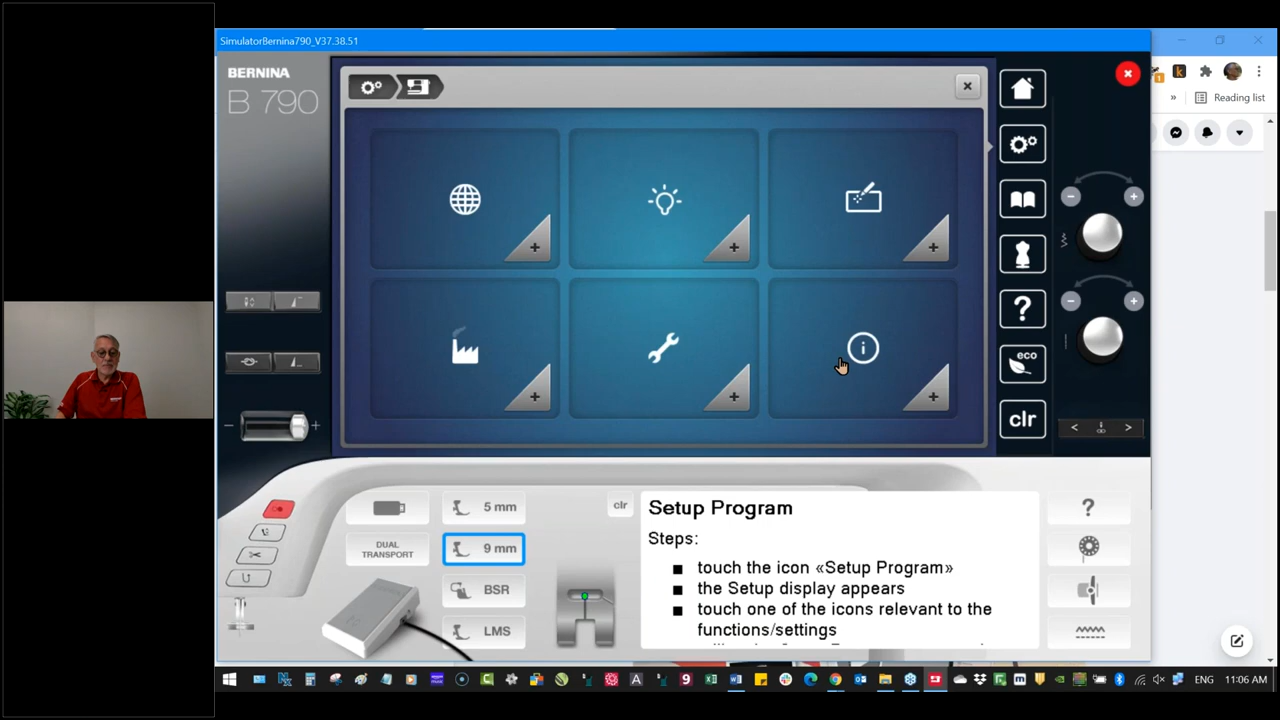 SimulatorBernina790_V37.38.51
BERNINA
B 790
Reading list
eco
clr
DUAL
TRANSPORT
5 mm
9 mm
BSR
LMS
clr
Setup Program
Steps:
■ touch the icon «Setup Program»
■ the Setup display appears
■ touch one of the icons relevant to the
functions/settings
ENG 11:06 AM